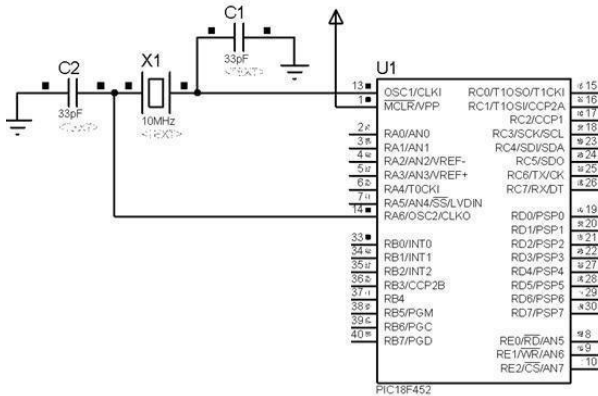 C1
33pF
<TEXT>
X1
10MHz
<TEXT>
C2
33pF
<TEXT>
U1
13 OSC1/CLKI RC0/T1OSO/T1CKI 15
1 MCLR/VPP RC1/T1OSI/CCP2A 16
RC2/CCP1 17
2 RA0/AN0 RC3/SCK/SCL 18
3 RA1/AN1 RC4/SDI/SDA 23
4 RA2/AN2/VREF- RC5/SDO 24
5 RA3/AN3/VREF+ RC6/TX/CK 25
6 RA4/T0CKI RC7/RX/DT 26
7 RA5/AN4/SS/LVDIN
14 RA6/OSC2/CLKO RD0/PSP0 19
RD1/PSP1 20
33 RB0/INT0 RD2/PSP2 21
34 RB1/INT1 RD3/PSP3 22
35 RB2/INT2 RD4/PSP4 27
36 RB3/CCP2B RD5/PSP5 28
37 RB4 RD6/PSP6 29
38 RB5/PGM RD7/PSP7 30
39 RB6/PGC
40 RB7/PGD RE0/RD/AN5 8
RE1/WR/AN6 9
RE2/CS/AN7 10
PIC18F452